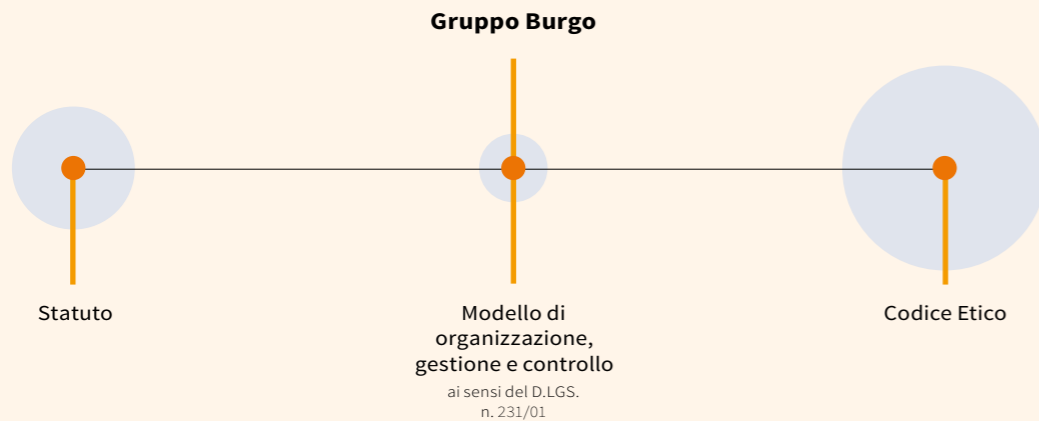 Gruppo Burgo
Statuto
Modello di
organizzazione,
gestione e controllo
ai sensi del D.LGS.
n. 231/01
Codice Etico